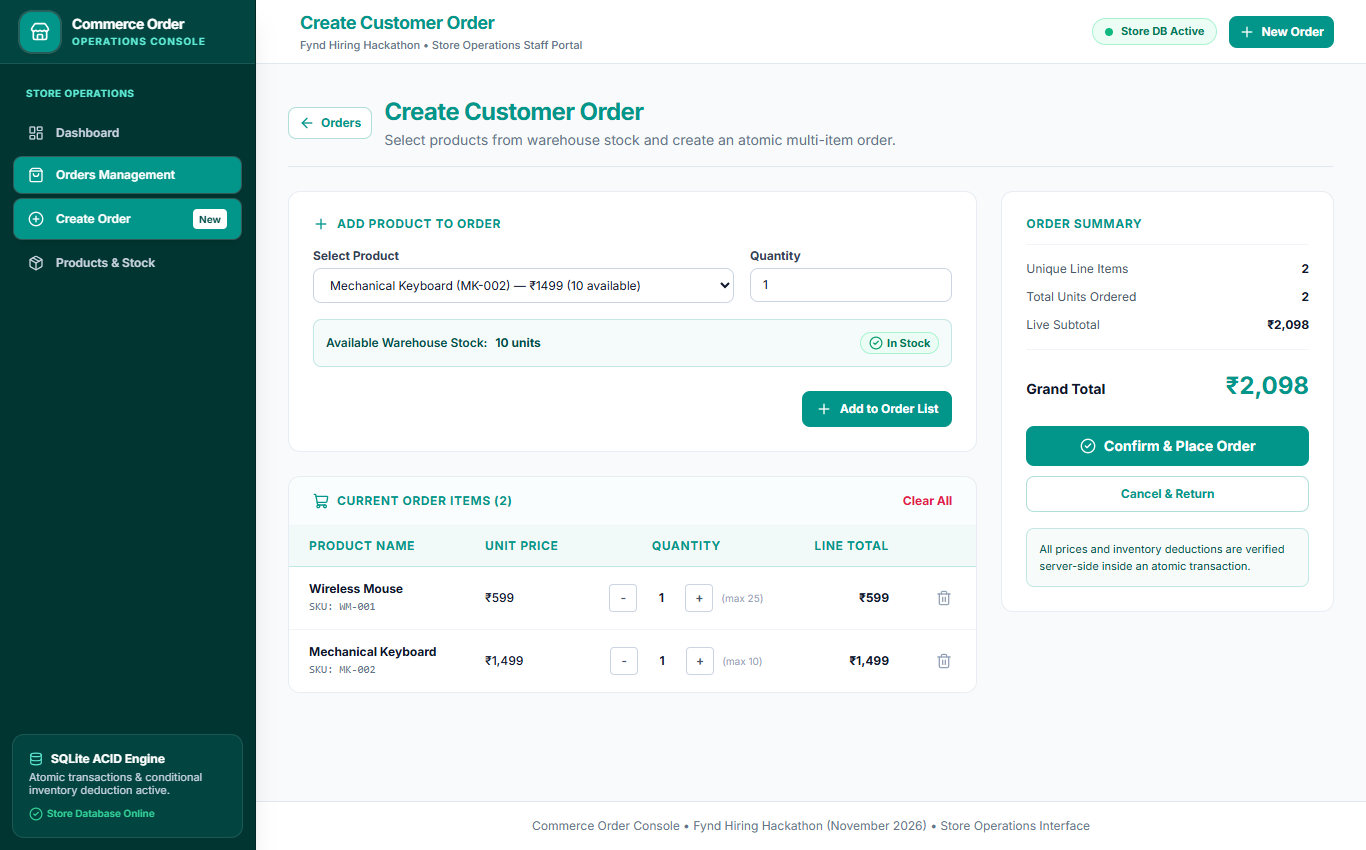 Commerce Order
OPERATIONS CONSOLE
STORE OPERATIONS
Dashboard
Orders Management
Create Order New
Products & Stock
SQLite ACID Engine
Atomic transactions & conditional
inventory deduction active.
Store Database Online
Create Customer Order
Fynd Hiring Hackathon • Store Operations Staff Portal
Store DB Active
+ New Order
← Orders
Create Customer Order
Select products from warehouse stock and create an atomic multi-item order.
+ ADD PRODUCT TO ORDER
Select Product Quantity
Mechanical Keyboard (MK-002) — ₹1499 (10 available) 1
Available Warehouse Stock: 10 units In Stock
+ Add to Order List
CURRENT ORDER ITEMS (2) Clear All
PRODUCT NAME UNIT PRICE QUANTITY LINE TOTAL
Wireless Mouse ₹599 - 1 + (max 25) ₹599
SKU: WM-001
Mechanical Keyboard ₹1,499 - 1 + (max 10) ₹1,499
SKU: MK-002
ORDER SUMMARY
Unique Line Items 2
Total Units Ordered 2
Live Subtotal ₹2,098
Grand Total ₹2,098
Confirm & Place Order
Cancel & Return
All prices and inventory deductions are verified
server-side inside an atomic transaction.
Commerce Order Console • Fynd Hiring Hackathon (November 2026) • Store Operations Interface